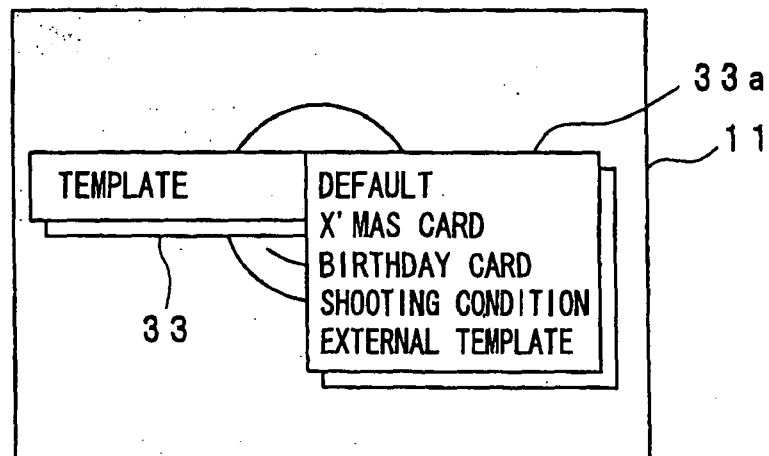 33a
11
TEMPLATE
DEFAULT
X'MAS CARD
BIRTHDAY CARD
SHOOTING CONDITION
EXTERNAL TEMPLATE
33